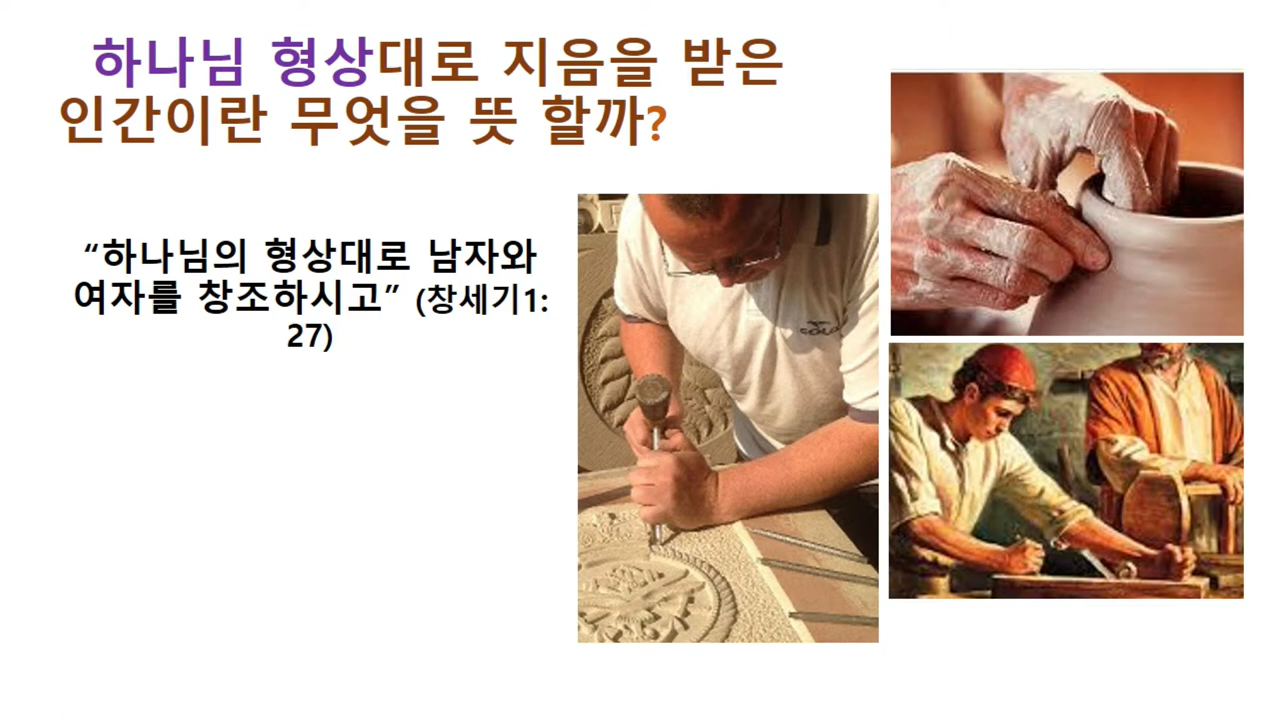 하나님 형상대로 지음을 받은
인간이란 무엇을 뜻 할까?
“하나님의 형상대로 남자와
여자를 창조하시고” (창세기1:
27)